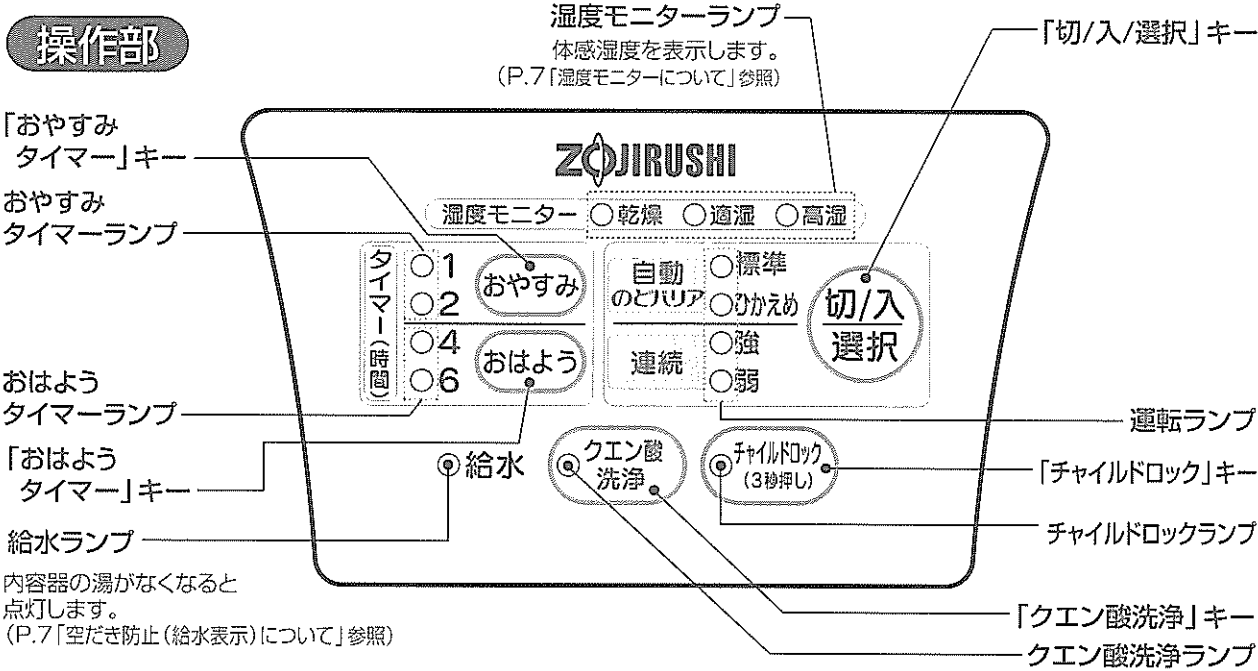 操作部
湿度モニターランプ
体感湿度を表示します。
(P.7「湿度モニターについて」参照)
「切/入/選択」キー
「おやすみ
タイマー」キー
おやすみ
タイマーランプ
おはよう
タイマーランプ
「おはよう
タイマー」キー
給水ランプ
内容器の湯がなくなると
点灯します。
(P.7「空だき防止(給水表示)について」参照)
ZOJIRUSHI
湿度モニター 乾燥 適湿 高湿
タイマー(時間)
1
2
おやすみ
4
6
おはよう
自動
のどバリア
標準
ひかえめ
連続
強
弱
切/入
選択
給水
クエン酸
洗浄
チャイルドロック
(3秒押し)
運転ランプ
「チャイルドロック」キー
チャイルドロックランプ
「クエン酸洗浄」キー
クエン酸洗浄ランプ